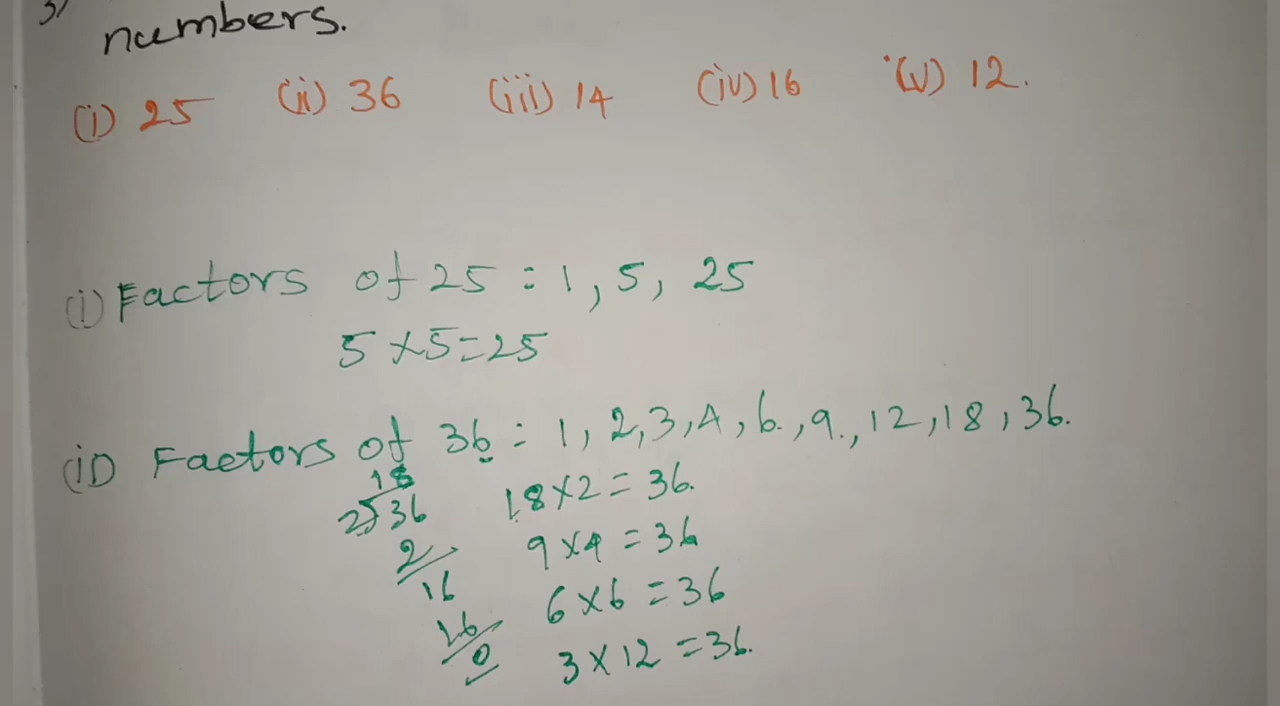 numbers.
(i) 25 (ii) 36 (iii) 14 (iv) 16 (v) 12.
(i) Factors of 25 : 1, 5, 25
5 × 5 = 25
(ii) Factors of 36 : 1, 2, 3, 4, 6, 9, 12, 18, 36.
18
2)36 18 × 2 = 36.
2 9 × 4 = 36
16 6 × 6 = 36
16
0 3 × 12 = 36.